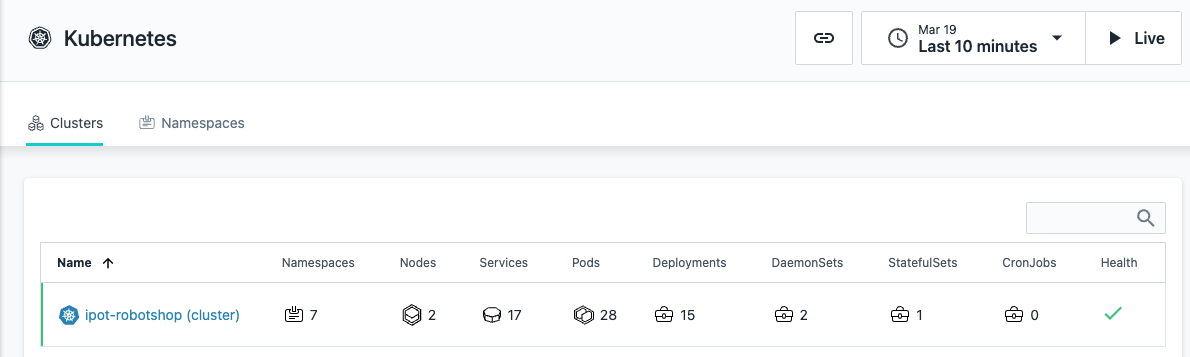 Kubernetes
Mar 19
Last 10 minutes
Live
Clusters
Namespaces
Name Namespaces Nodes Services Pods Deployments DaemonSets StatefulSets CronJobs Health
ipot-robotshop (cluster) 7 2 17 28 15 2 1 0